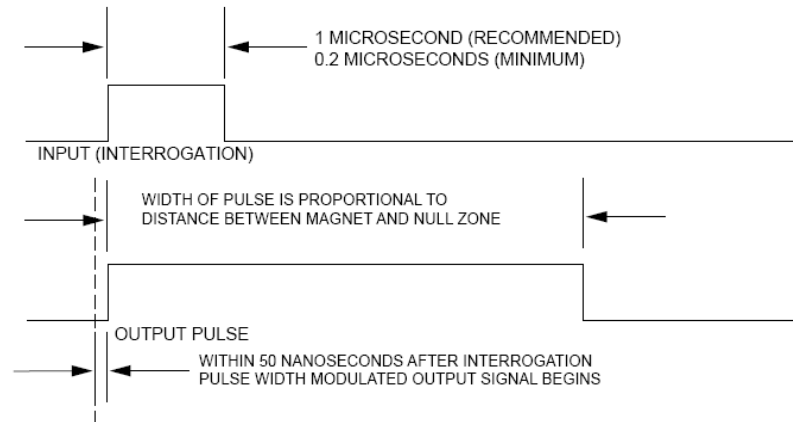 1 MICROSECOND (RECOMMENDED)
0.2 MICROSECONDS (MINIMUM)
INPUT (INTERROGATION)
WIDTH OF PULSE IS PROPORTIONAL TO
DISTANCE BETWEEN MAGNET AND NULL ZONE
OUTPUT PULSE
WITHIN 50 NANOSECONDS AFTER INTERROGATION
PULSE WIDTH MODULATED OUTPUT SIGNAL BEGINS